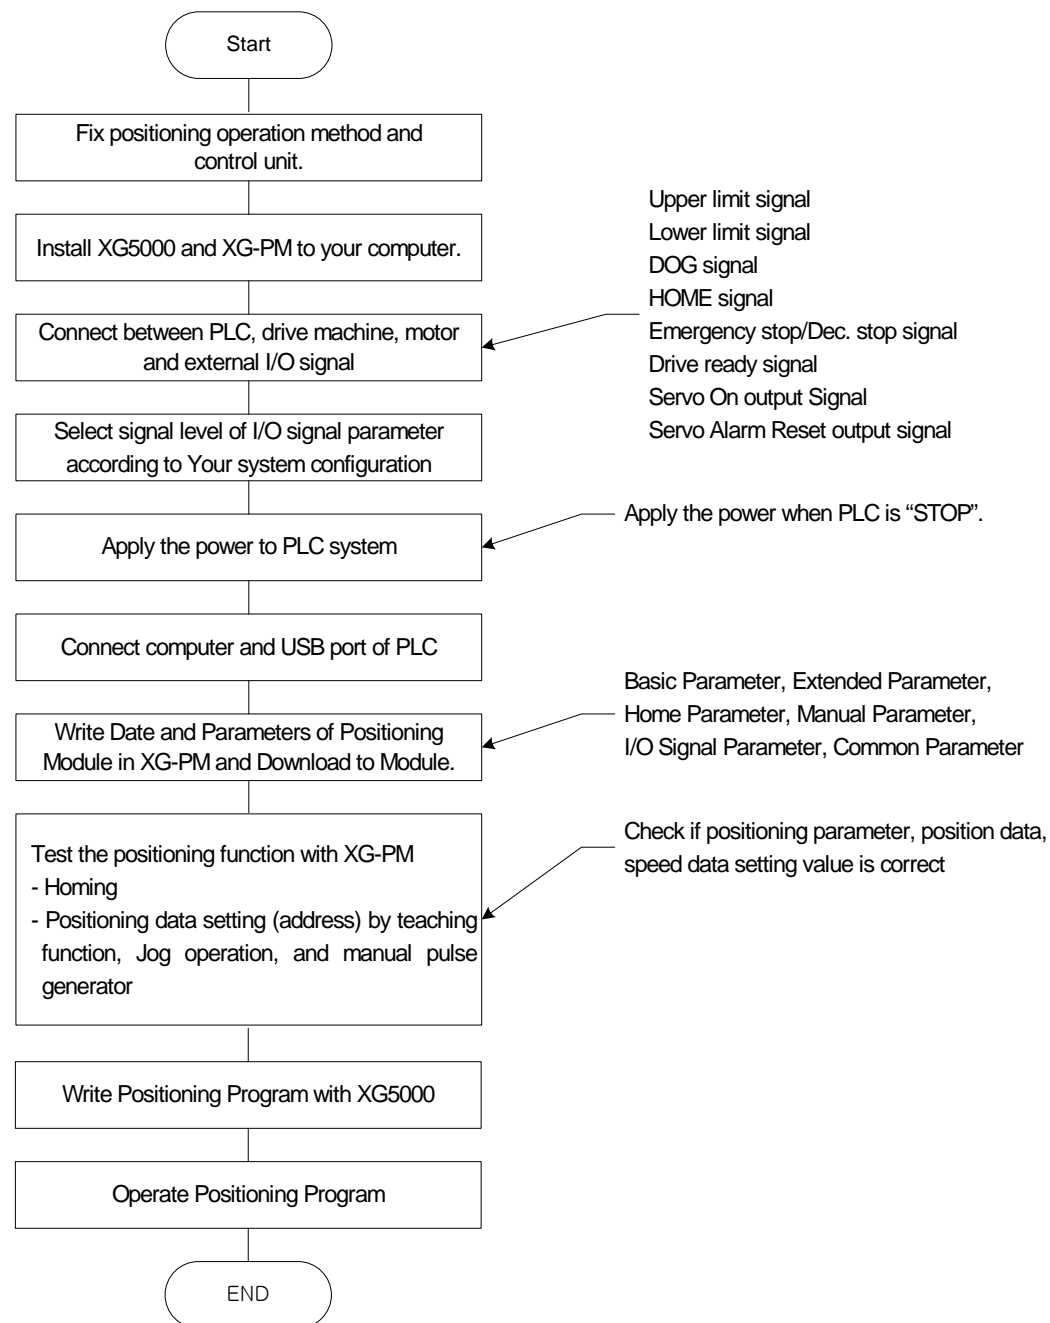 Start
Fix positioning operation method and
control unit.
Install XG5000 and XG-PM to your computer.
Connect between PLC, drive machine, motor
and external I/O signal
Upper limit signal
Lower limit signal
DOG signal
HOME signal
Emergency stop/Dec. stop signal
Drive ready signal
Servo On output Signal
Servo Alarm Reset output signal
Select signal level of I/O signal parameter
according to Your system configuration
Apply the power to PLC system
Apply the power when PLC is “STOP”.
Connect computer and USB port of PLC
Write Date and Parameters of Positioning
Module in XG-PM and Download to Module.
Basic Parameter, Extended Parameter,
Home Parameter, Manual Parameter,
I/O Signal Parameter, Common Parameter
Test the positioning function with XG-PM
- Homing
- Positioning data setting (address) by teaching
function, Jog operation, and manual pulse
generator
Check if positioning parameter, position data,
speed data setting value is correct
Write Positioning Program with XG5000
Operate Positioning Program
END